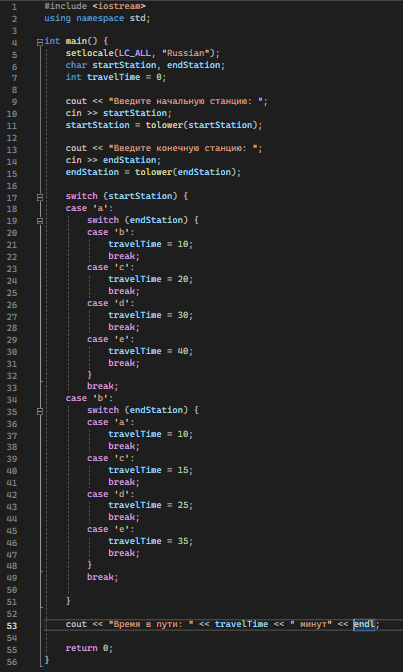 1 #include <iostream>
2 using namespace std;
3
4 int main() {
5 setlocale(LC_ALL, "Russian");
6 char startStation, endStation;
7 int travelTime = 0;
8
9 cout << "Введите начальную станцию: ";
10 cin >> startStation;
11 startStation = tolower(startStation);
12
13 cout << "Введите конечную станцию: ";
14 cin >> endStation;
15 endStation = tolower(endStation);
16
17 switch (startStation) {
18 case 'a':
19 switch (endStation) {
20 case 'b':
21 travelTime = 10;
22 break;
23 case 'c':
24 travelTime = 20;
25 break;
26 case 'd':
27 travelTime = 30;
28 break;
29 case 'e':
30 travelTime = 40;
31 break;
32 }
33 break;
34 case 'b':
35 switch (endStation) {
36 case 'a':
37 travelTime = 10;
38 break;
39 case 'c':
40 travelTime = 15;
41 break;
42 case 'd':
43 travelTime = 25;
44 break;
45 case 'e':
46 travelTime = 35;
47 break;
48 }
49 break;
50
51 }
52
53 cout << "Время в пути: " << travelTime << " минут" << endl;
54
55 return 0;
56 }